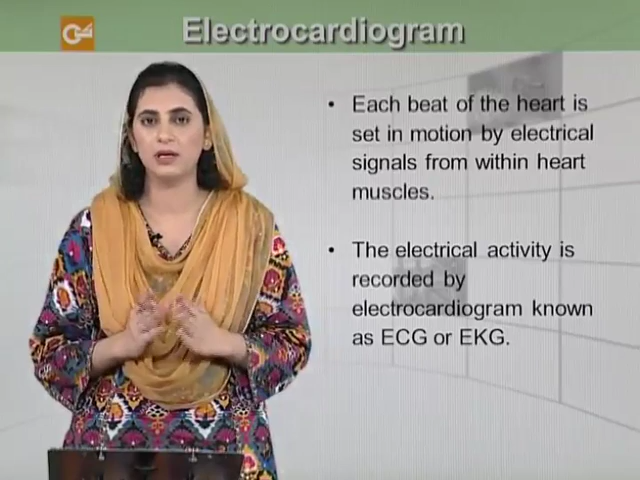 Electrocardiogram
• Each beat of the heart is
set in motion by electrical
signals from within heart
muscles.
• The electrical activity is
recorded by
electrocardiogram known
as ECG or EKG.